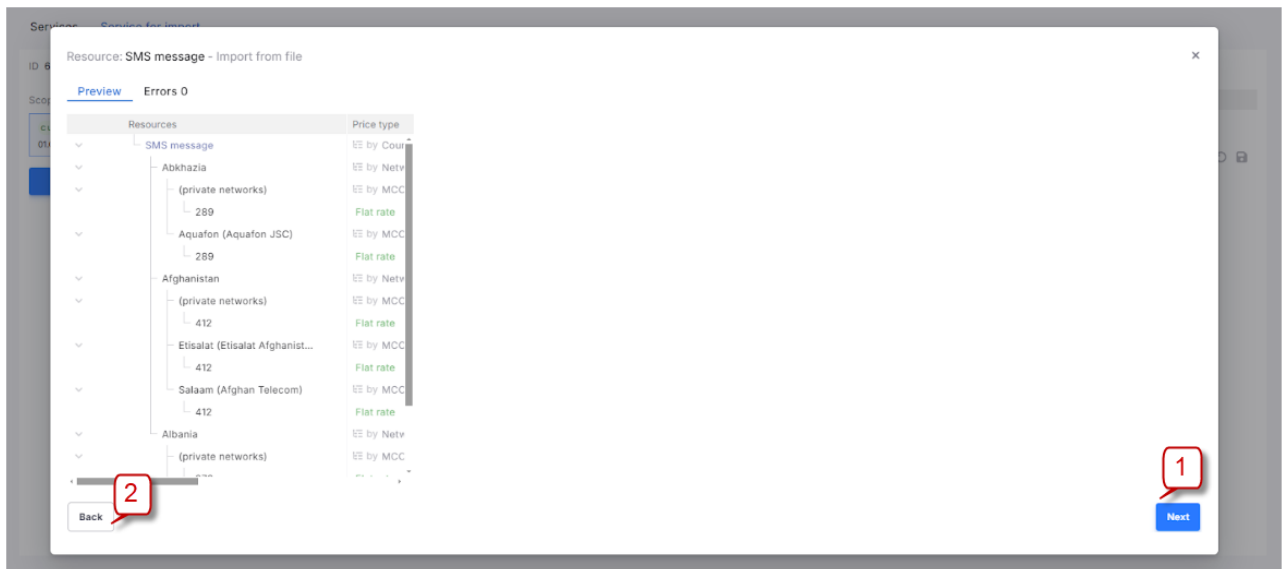 Services Service for import
Resource: SMS message - Import from file
ID 6
Preview Errors 0
Resources Price type
SMS message by Coun
Abkhazia by Netw
(private networks) by MCC
289 Flat rate
Aquafon (Aquafon JSC) by MCC
289 Flat rate
Afghanistan by Netw
(private networks) by MCC
412 Flat rate
Etisalat (Etisalat Afghanist... by MCC
412 Flat rate
Salaam (Afghan Telecom) by MCC
412 Flat rate
Albania by Netw
(private networks) by MCC
1
2
Back
Next